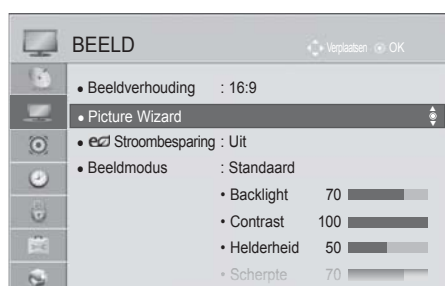 BEELD
Verplaatsen OK
• Beeldverhouding : 16:9
• Picture Wizard
• Stroombesparing : Uit
• Beeldmodus : Standaard
• Backlight 70
• Contrast 100
• Helderheid 50
• Scherpte 70